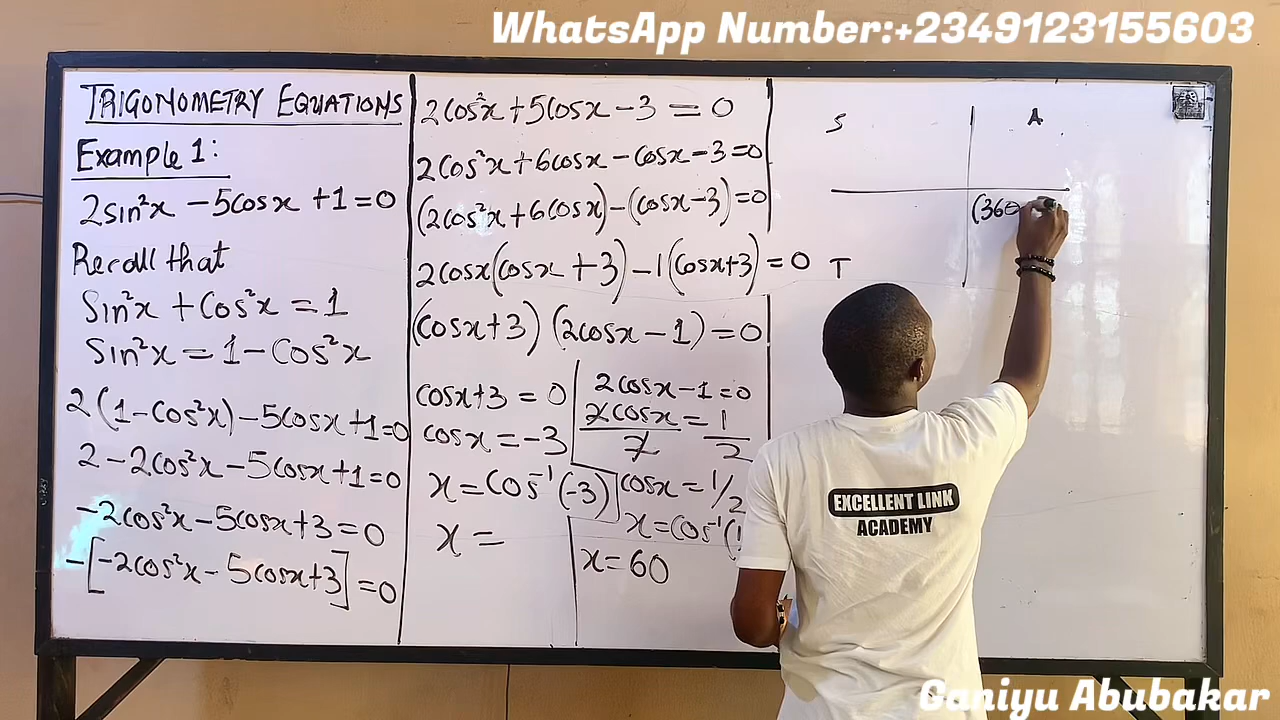 WhatsApp Number:+2349123155603
TRIGONOMETRY EQUATIONS
Example 1:
2sin²x - 5cosx + 1 = 0
Recall that
Sin²x + Cos²x = 1
Sin²x = 1 - Cos²x
2(1 - Cos²x) - 5cosx + 1 = 0
2 - 2cos²x - 5cosx + 1 = 0
-2cos²x - 5cosx + 3 = 0
-[-2cos²x - 5cosx + 3] = 0
2cos²x + 5cosx - 3 = 0
2cos²x + 6cosx - cosx - 3 = 0
(2cos²x + 6cosx) - (cosx - 3) = 0
2cosx(cosx + 3) - 1(cosx + 3) = 0
(cosx + 3) (2cosx - 1) = 0
cosx + 3 = 0
cosx = -3
x = Cos⁻¹(-3)
x =
2cosx - 1 = 0
2cosx = 1
2 2
cosx = 1/2
x = Cos⁻¹(1
x = 60
S A
(360
T
EXCELLENT LINK
ACADEMY
Ganiyu Abubakar